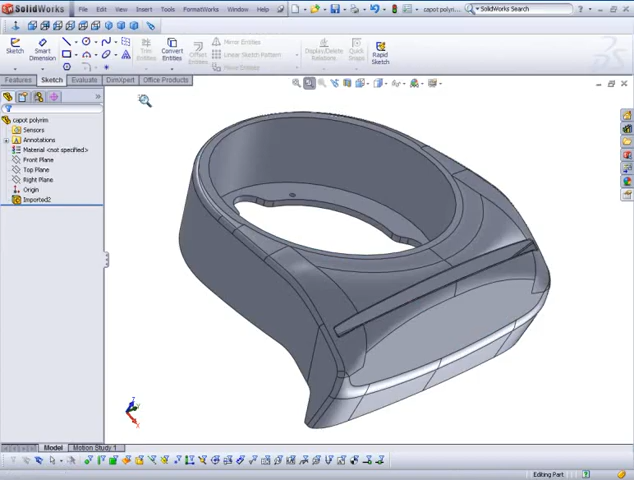 SolidWorks File Edit View Insert Tools FormatWorks Window Help capot polyri... SolidWorks Search
Sketch Smart Dimension Trim Entities Convert Entities Offset Entities Mirror Entities Linear Sketch Pattern Move Entities Display/Delete Relations Quick Snaps Rapid Sketch
Features Sketch Evaluate DimXpert Office Products
capot polyrim
Sensors
Annotations
Material <not specified>
Front Plane
Top Plane
Right Plane
Origin
Imported2
Model Motion Study 1
Editing Part